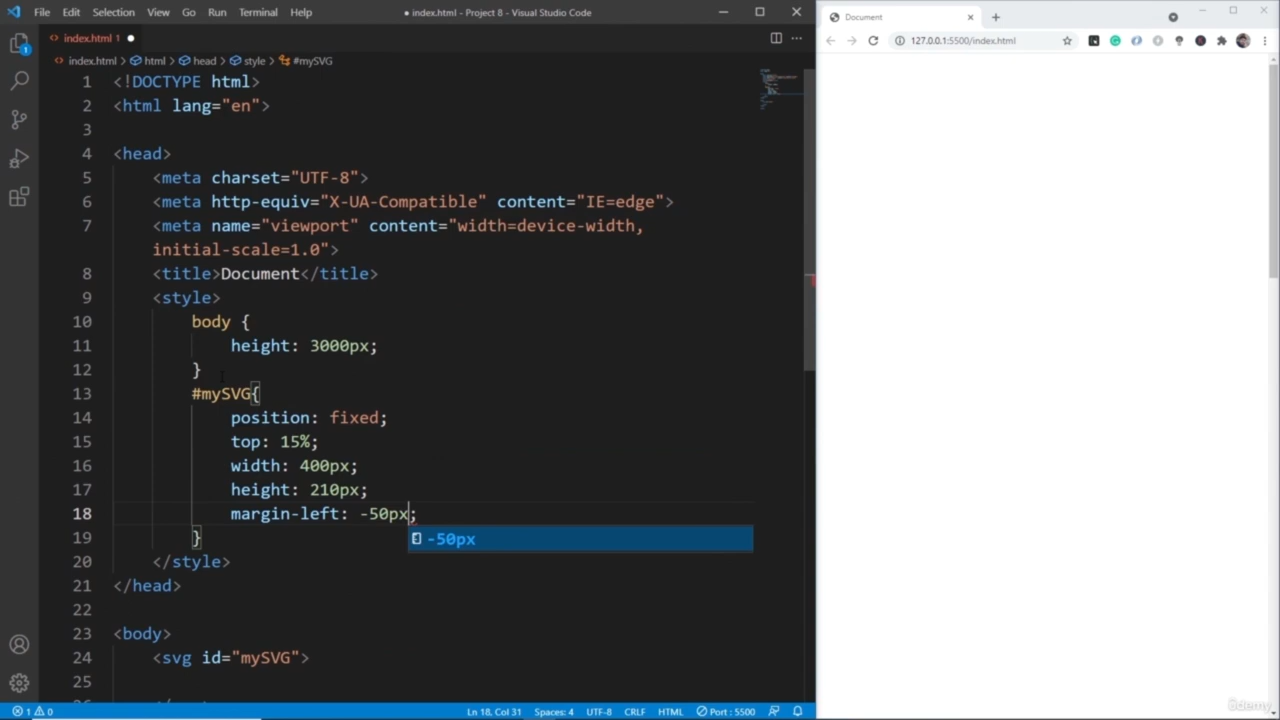 File Edit Selection View Go Run Terminal Help
● index.html - Project 8 - Visual Studio Code
Document
1
index.html 1 ●
127.0.0.1:5500/index.html
index.html > html > head > style > #mySVG
1 <!DOCTYPE html>
2 <html lang="en">
3
4 <head>
5 <meta charset="UTF-8">
6 <meta http-equiv="X-UA-Compatible" content="IE=edge">
7 <meta name="viewport" content="width=device-width,
initial-scale=1.0">
8 <title>Document</title>
9 <style>
10 body {
11 height: 3000px;
12 }
13 #mySVG{
14 position: fixed;
15 top: 15%;
16 width: 400px;
17 height: 210px;
18 margin-left: -50px;
-50px
19 }
20 </style>
21 </head>
22
23 <body>
24 <svg id="mySVG">
25
1 0 Ln 18, Col 31 Spaces: 4 UTF-8 CRLF HTML Port : 5500
ûdemy